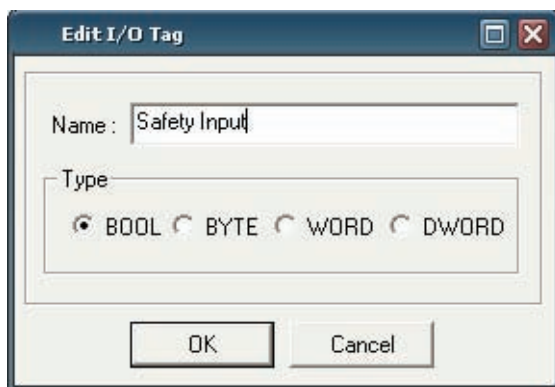 Edit I/O Tag
Name : Safety Input
Type
BOOL BYTE WORD DWORD
OK Cancel